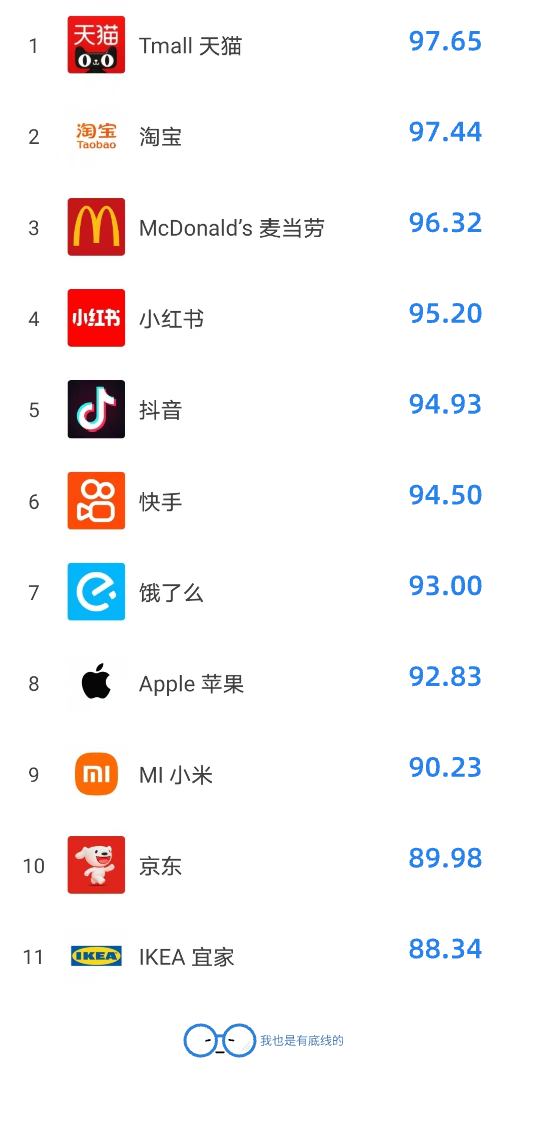 1 天猫 Tmall 天猫 97.65
2 淘宝 Taobao 淘宝 97.44
3 McDonald’s 麦当劳 96.32
4 小红书 小红书 95.20
5 抖音 94.93
6 快手 94.50
7 饿了么 93.00
8 Apple 苹果 92.83
9 MI 小米 90.23
10 京东 89.98
11 IKEA IKEA 宜家 88.34
我也是有底线的